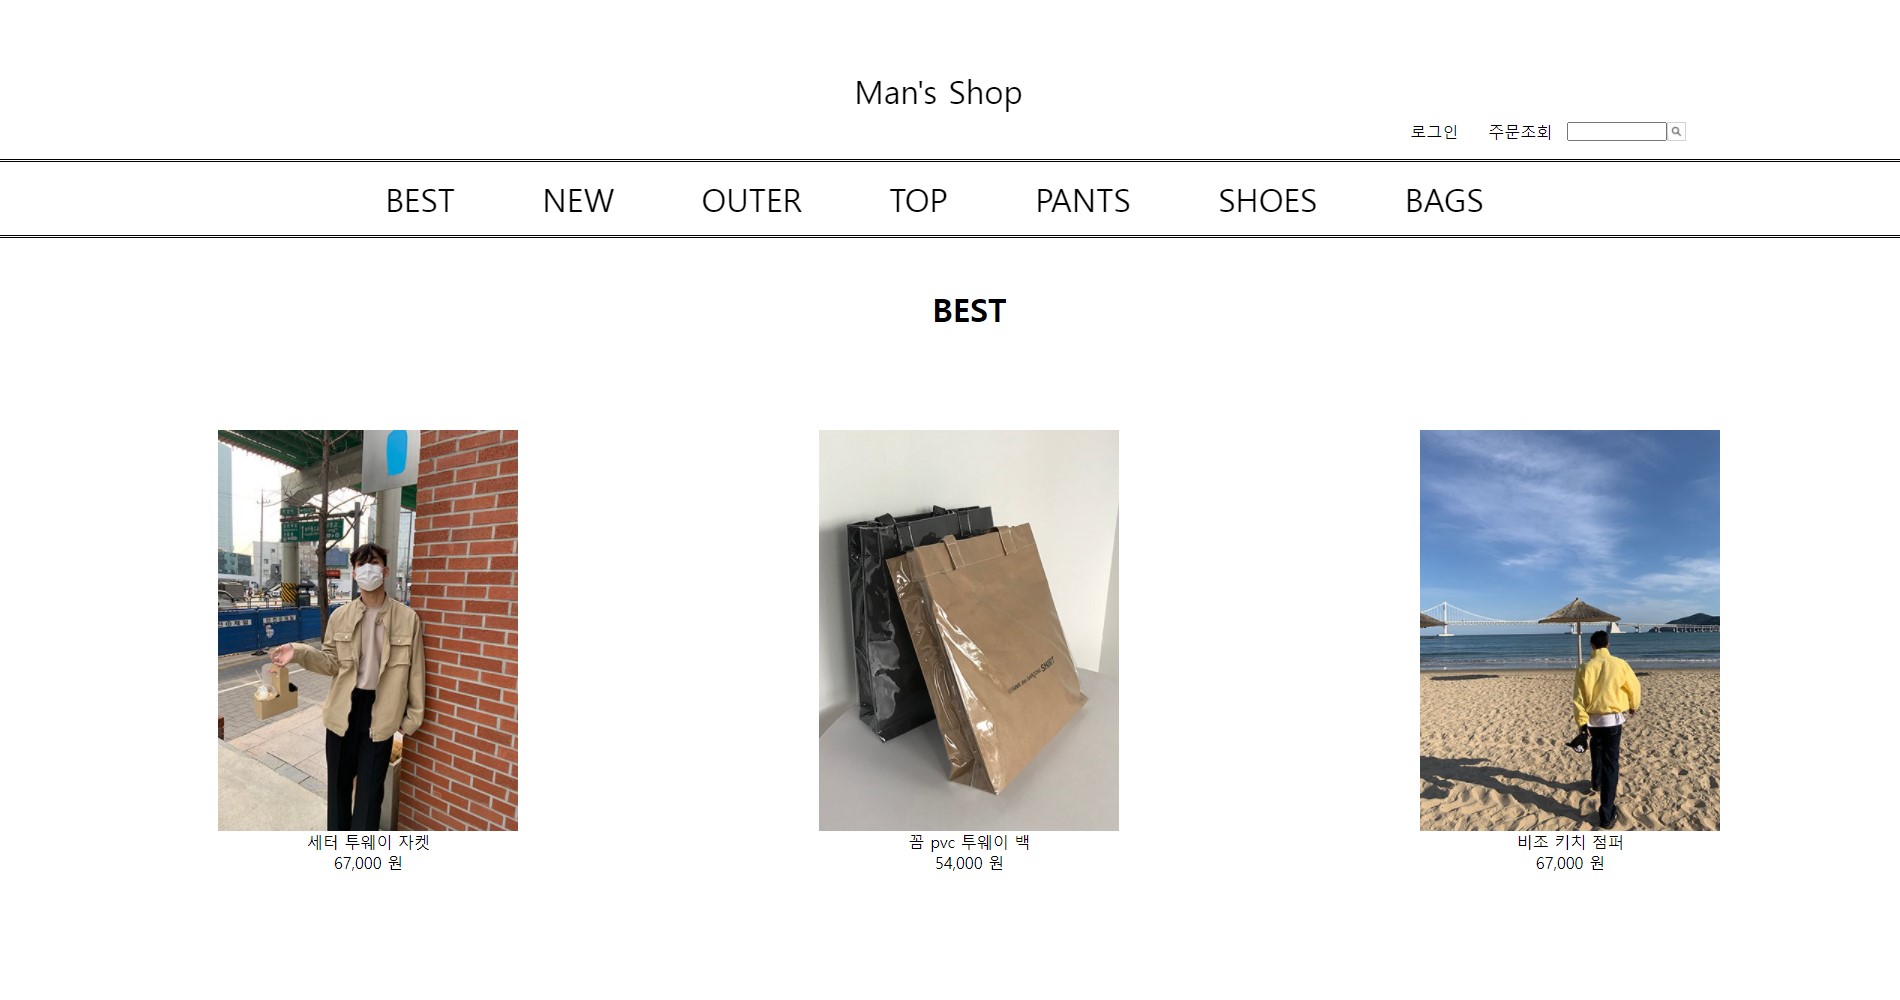 Man's Shop
로그인 주문조회
BEST NEW OUTER TOP PANTS SHOES BAGS
BEST
SHIRT
세터 투웨이 자켓
67,000 원
꼼 pvc 투웨이 백
54,000 원
비조 키치 점퍼
67,000 원